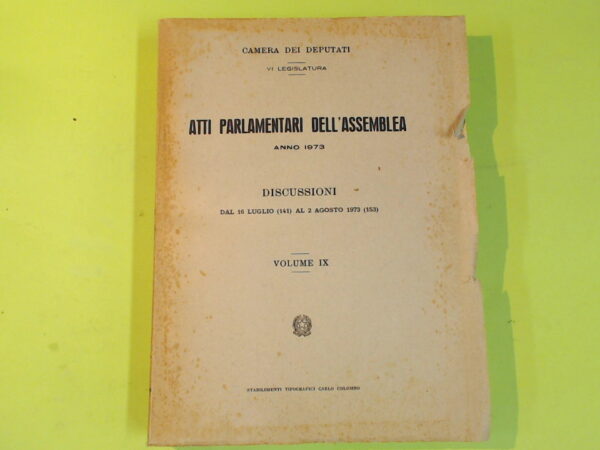 CAMERA DEI DEPUTATI
VI LEGISLATURA
ATTI PARLAMENTARI DELL'ASSEMBLEA
ANNO 1973
DISCUSSIONI
DAL 16 LUGLIO (141) AL 2 AGOSTO 1973 (153)
VOLUME IX
STABILIMENTI TIPOGRAFICI CARLO COLOMBO